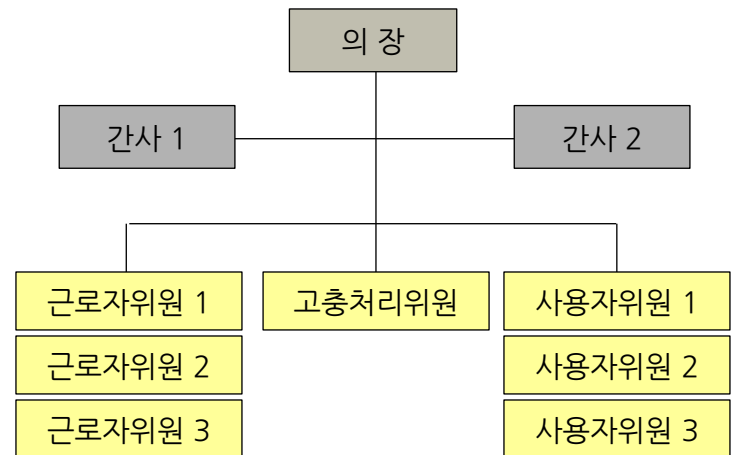 의 장
간사 1
간사 2
근로자위원 1
고충처리위원
사용자위원 1
근로자위원 2
사용자위원 2
근로자위원 3
사용자위원 3